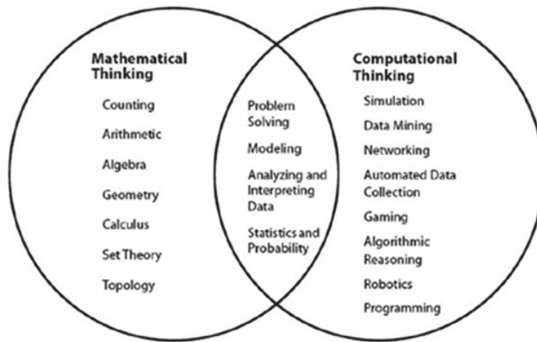 Mathematical
Thinking
Counting
Arithmetic
Algebra
Geometry
Calculus
Set Theory
Topology
Problem
Solving
Modeling
Analyzing and
Interpreting
Data
Statistics and
Probability
Computational
Thinking
Simulation
Data Mining
Networking
Automated Data
Collection
Gaming
Algorithmic
Reasoning
Robotics
Programming